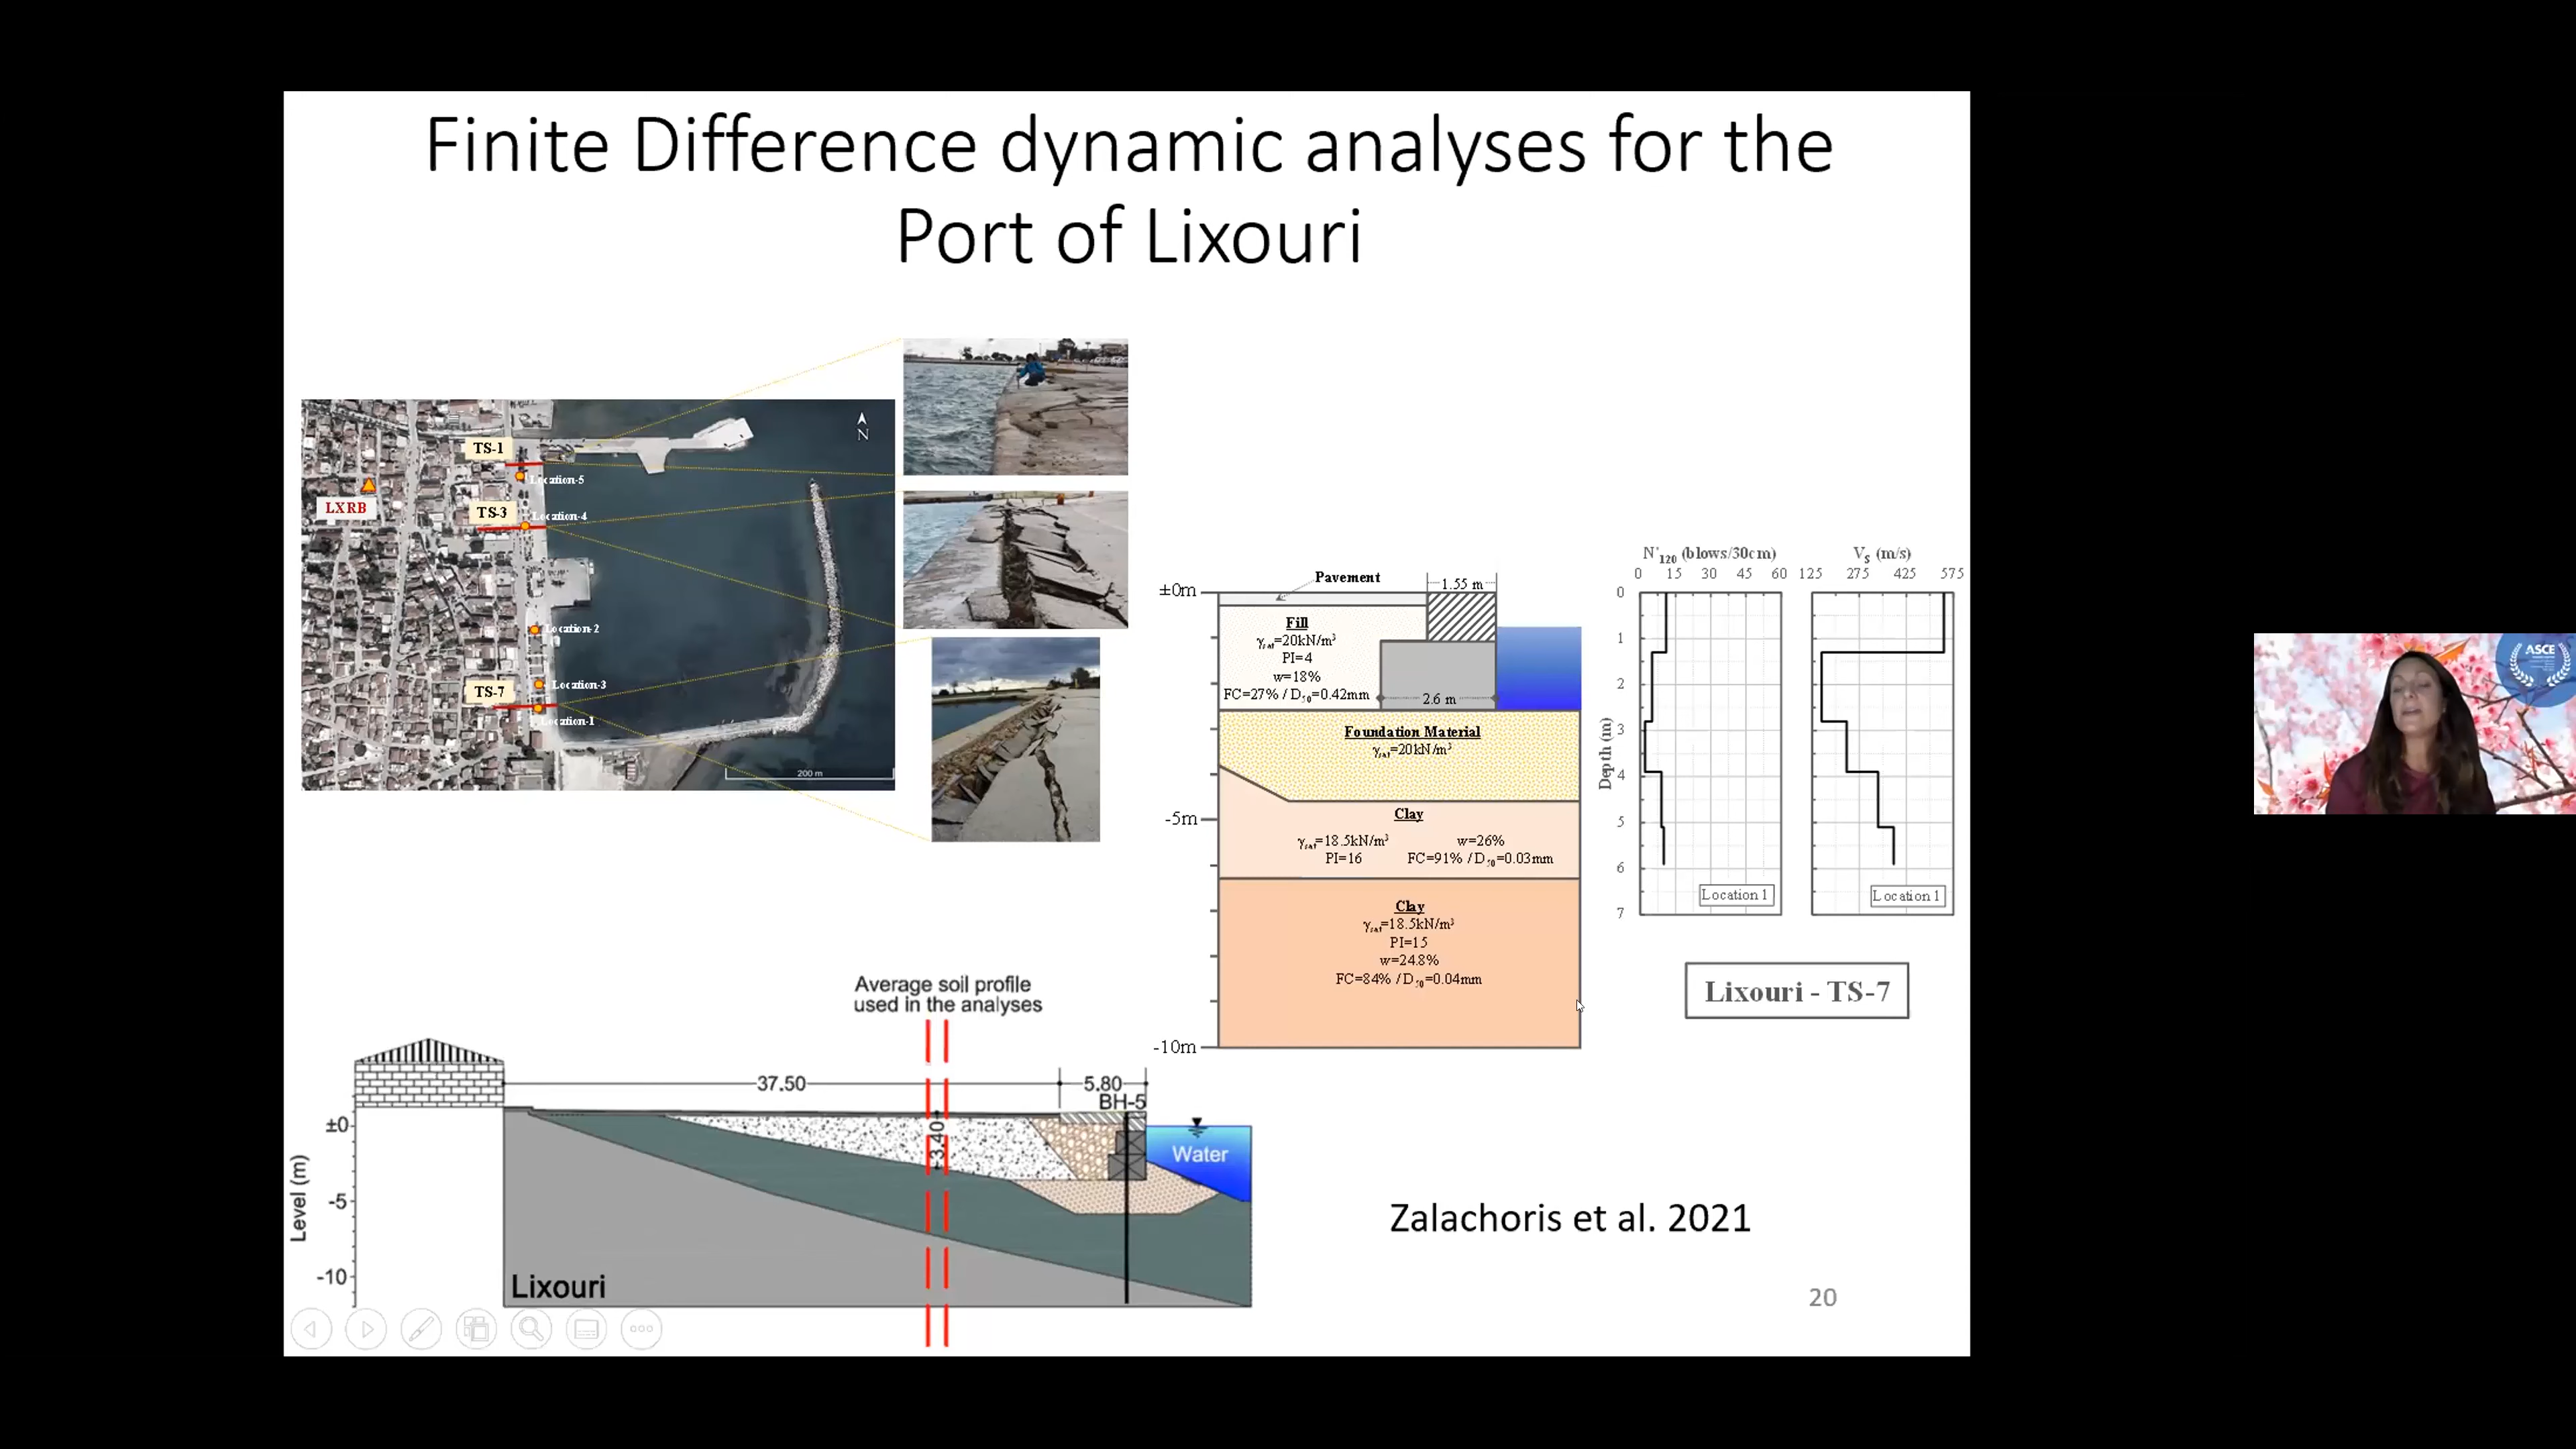 Finite Difference dynamic analyses for the
Port of Lixouri
TS-1
Location-5
LXRB
TS-3
Location-4
Location-2
TS-7
Location-3
Location-1
N
200 m
±0m
-5m
-10m
Pavement
1.55 m
Fill
γsat=20kN/m³
PI=4
w=18%
FC=27% / D50=0.42mm
2.6 m
Foundation Material
γsat=20kN/m³
Clay
γsat=18.5kN/m³ w=26%
PI=16 FC=91% / D50=0.03mm
Clay
γsat=18.5kN/m³
PI=15
w=24.8%
FC=84% / D50=0.04mm
N'120 (blows/30cm)
0 15 30 45 60
VS (m/s)
125 275 425 575
Depth (m)
0
1
2
3
4
5
6
7
Location 1
Location 1
Lixouri - TS-7
Average soil profile
used in the analyses
37.50
5.80
BH-5
3.40
Water
Level (m)
±0
-5
-10
Lixouri
Zalachoris et al. 2021
20
ASCE